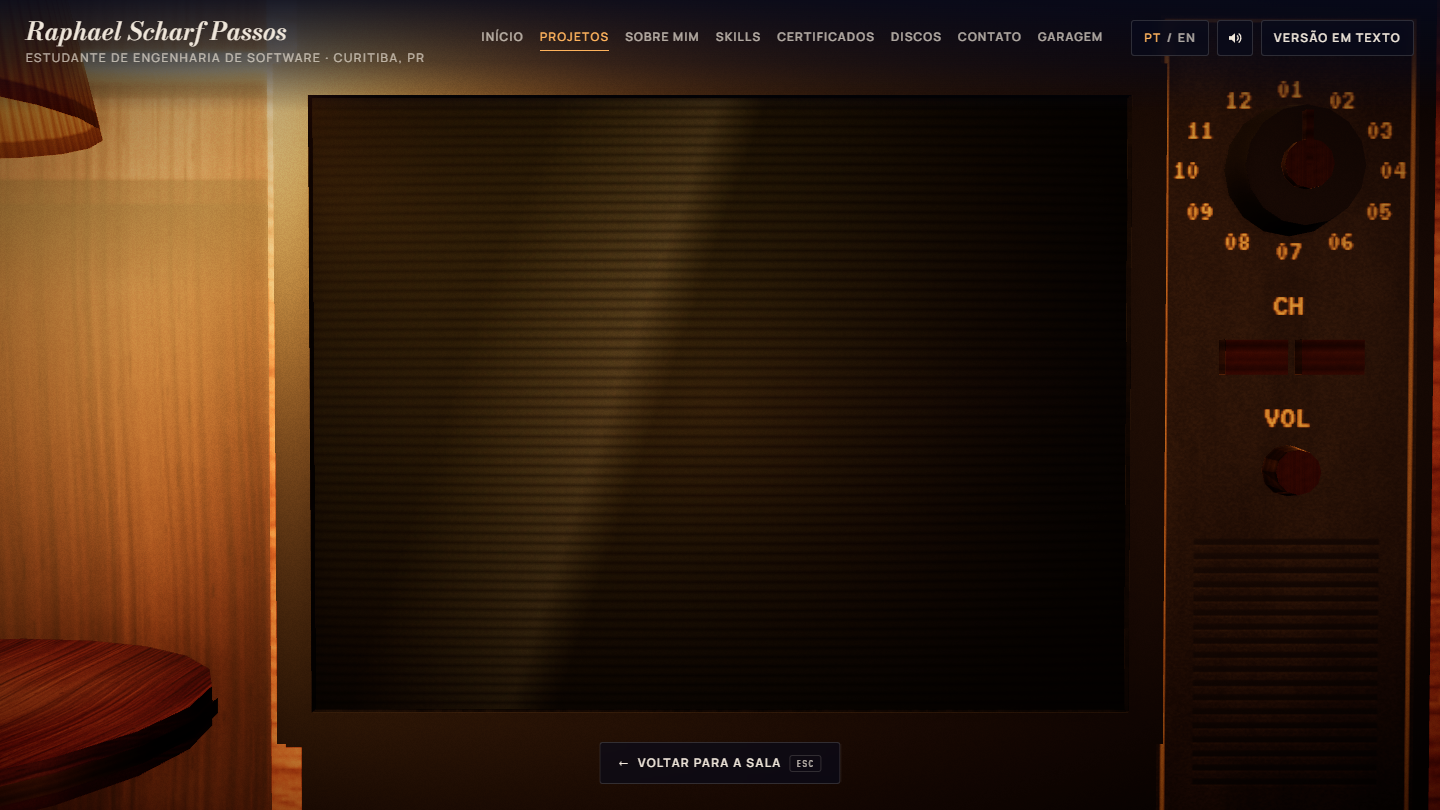 Raphael Scharf Passos
ESTUDANTE DE ENGENHARIA DE SOFTWARE · CURITIBA, PR
INÍCIO PROJETOS SOBRE MIM SKILLS CERTIFICADOS DISCOS CONTATO GARAGEM
PT / EN
VERSÃO EM TEXTO
01
02
03
04
05
06
07
08
09
10
11
12
CH
VOL
← VOLTAR PARA A SALA ESC